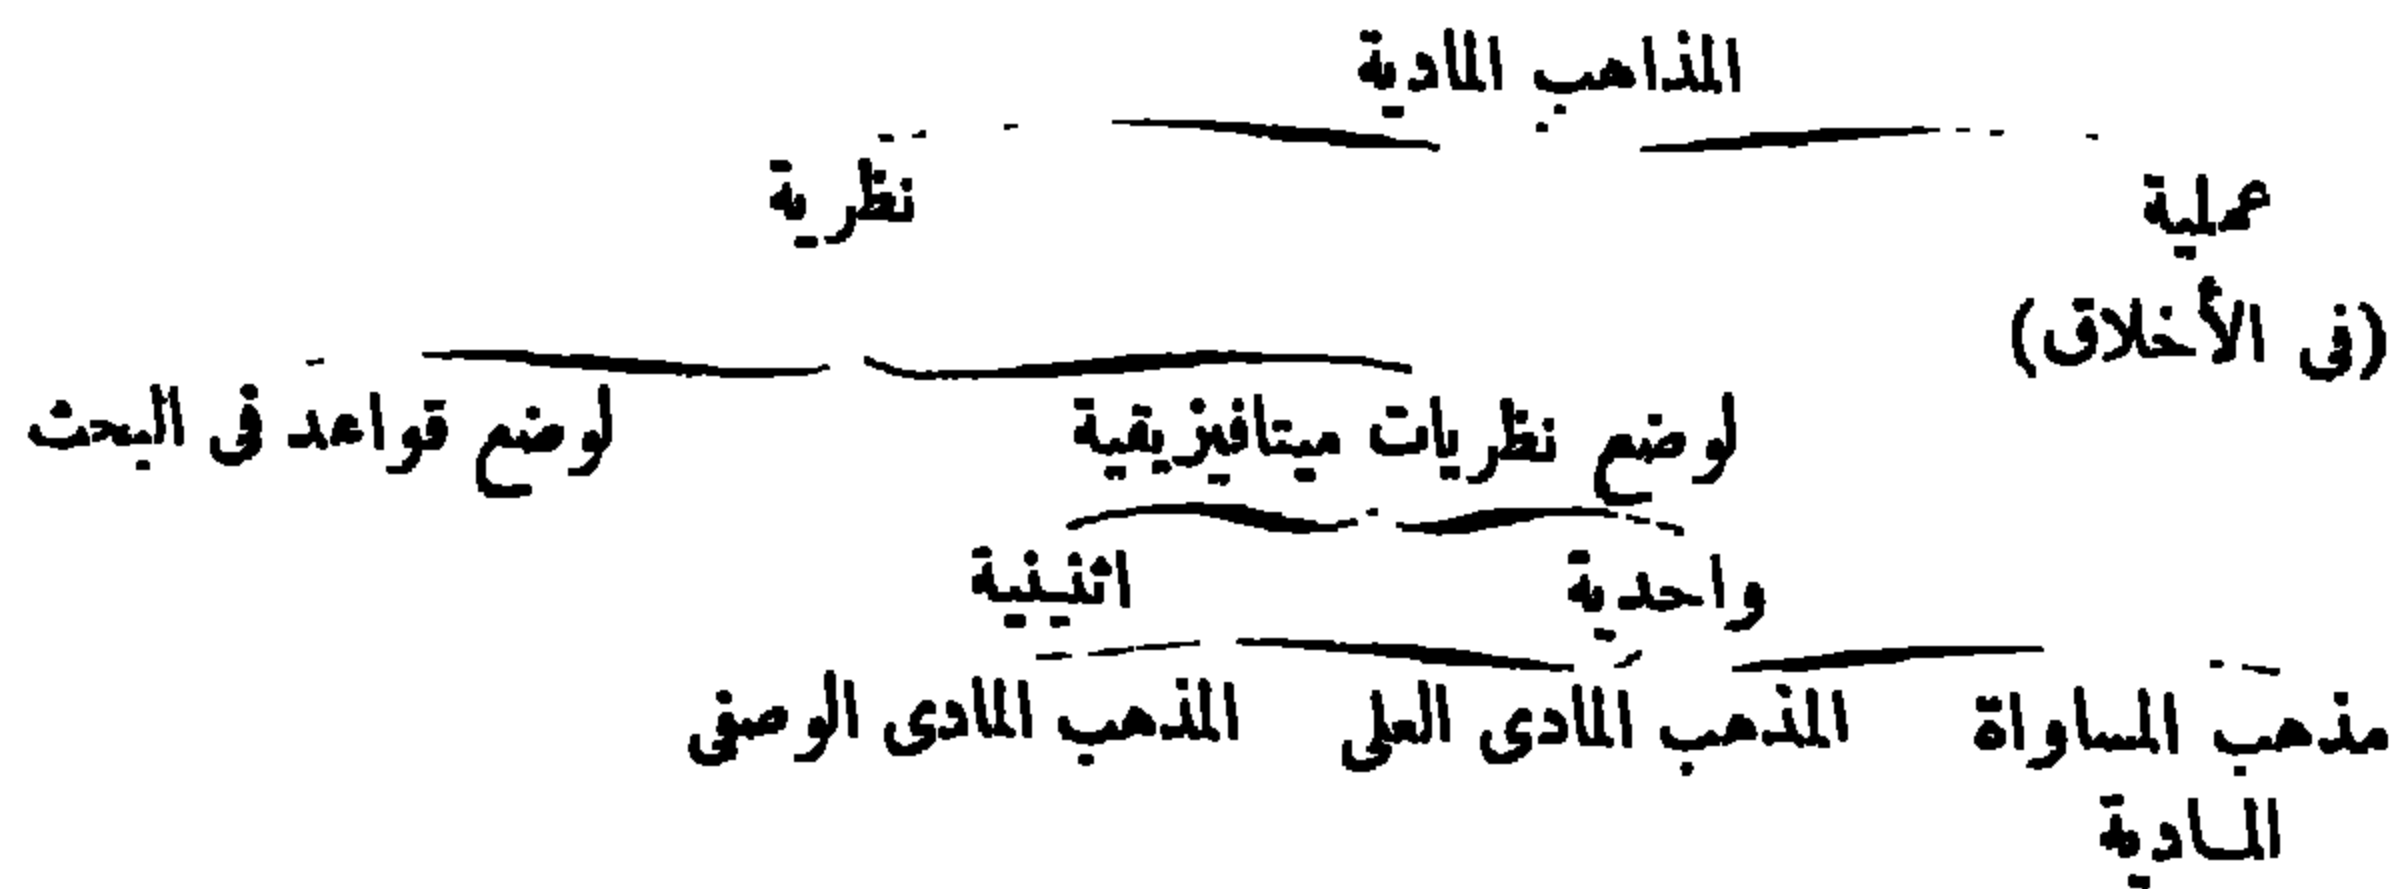 المذاهب المادية
عملية نظرية
(فى الأخلاق)
لوضع نظريات ميتافيزيقية لوضع قواعد فى البحث
واحدية اثنينية
مذهب المساواة المذهب المادى العلى المذهب المادى الوصفى
المادية